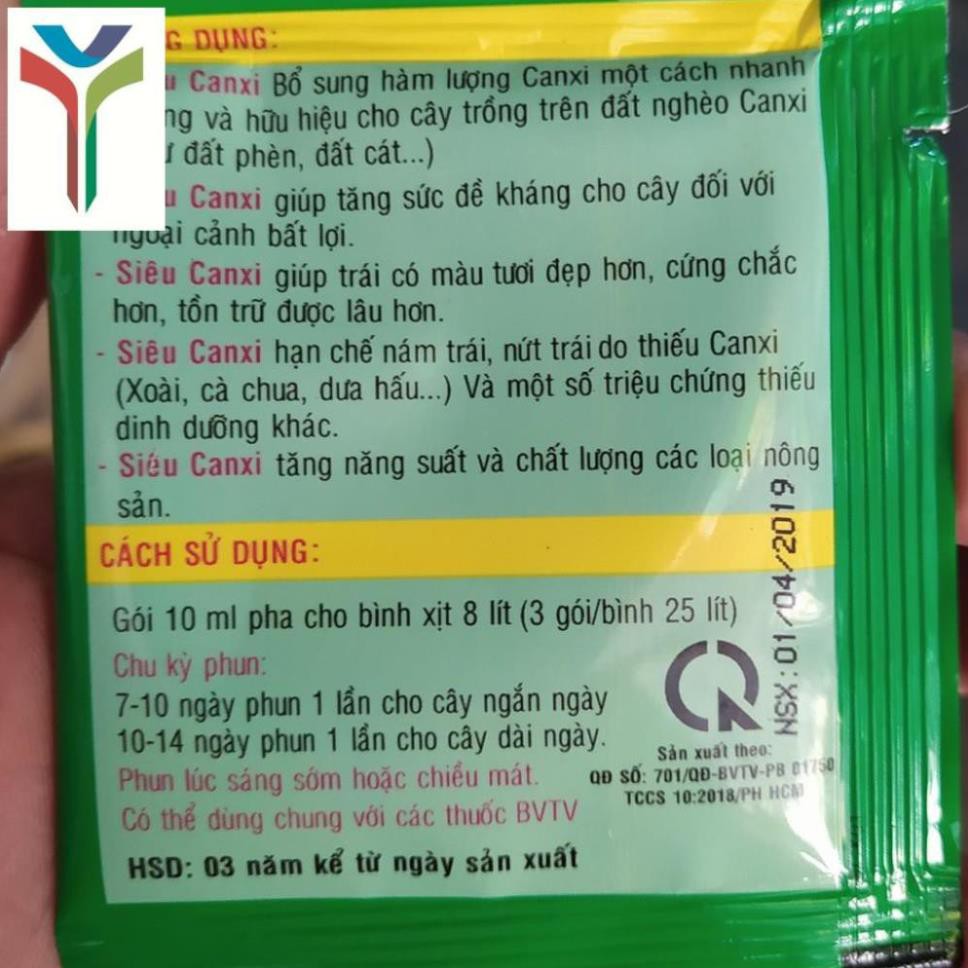 G DỤNG:
Canxi Bổ sung hàm lượng Canxi một cách nhanh
và hữu hiệu cho cây trồng trên đất nghèo Canxi
đất phèn, đất cát...)
Canxi giúp tăng sức đề kháng cho cây đối với
ngoại cảnh bất lợi.
- Siêu Canxi giúp trái có màu tươi đẹp hơn, cứng chắc
hơn, tồn trữ được lâu hơn.
- Siêu Canxi hạn chế nám trái, nứt trái do thiếu Canxi
(Xoài, cà chua, dưa hấu...) Và một số triệu chứng thiếu
dinh dưỡng khác.
- Siêu Canxi tăng năng suất và chất lượng các loại nông
sản.
CÁCH SỬ DỤNG:
Gói 10 ml pha cho bình xịt 8 lít (3 gói/bình 25 lít)
Chu kỳ phun:
7-10 ngày phun 1 lần cho cây ngắn ngày
10-14 ngày phun 1 lần cho cây dài ngày.
Phun lúc sáng sớm hoặc chiều mát.
Có thể dùng chung với các thuốc BVTV
HSD: 03 năm kể từ ngày sản xuất
Sản xuất theo:
QĐ SỐ: 701/QĐ-BVTV-PB 01750
TCCS 10:2018/PH HCM
NSX: 01/04/2019